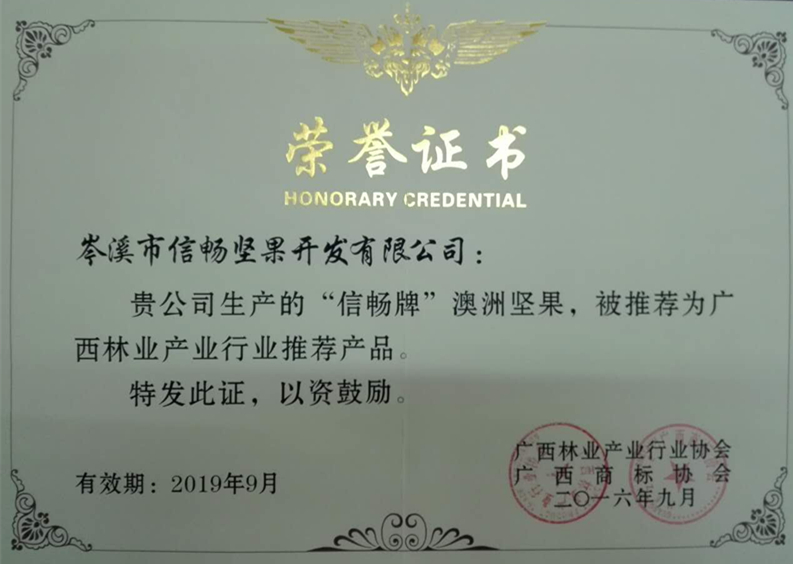 荣誉证书
HONORARY CREDENTIAL
岑溪市信畅坚果开发有限公司：
贵公司生产的“信畅牌”澳洲坚果，被推荐为广
西林业产业行业推荐产品。
特发此证，以资鼓励。
广西林业产业行业协会
广西商标协会
有效期：2019年9月
二〇一六年九月